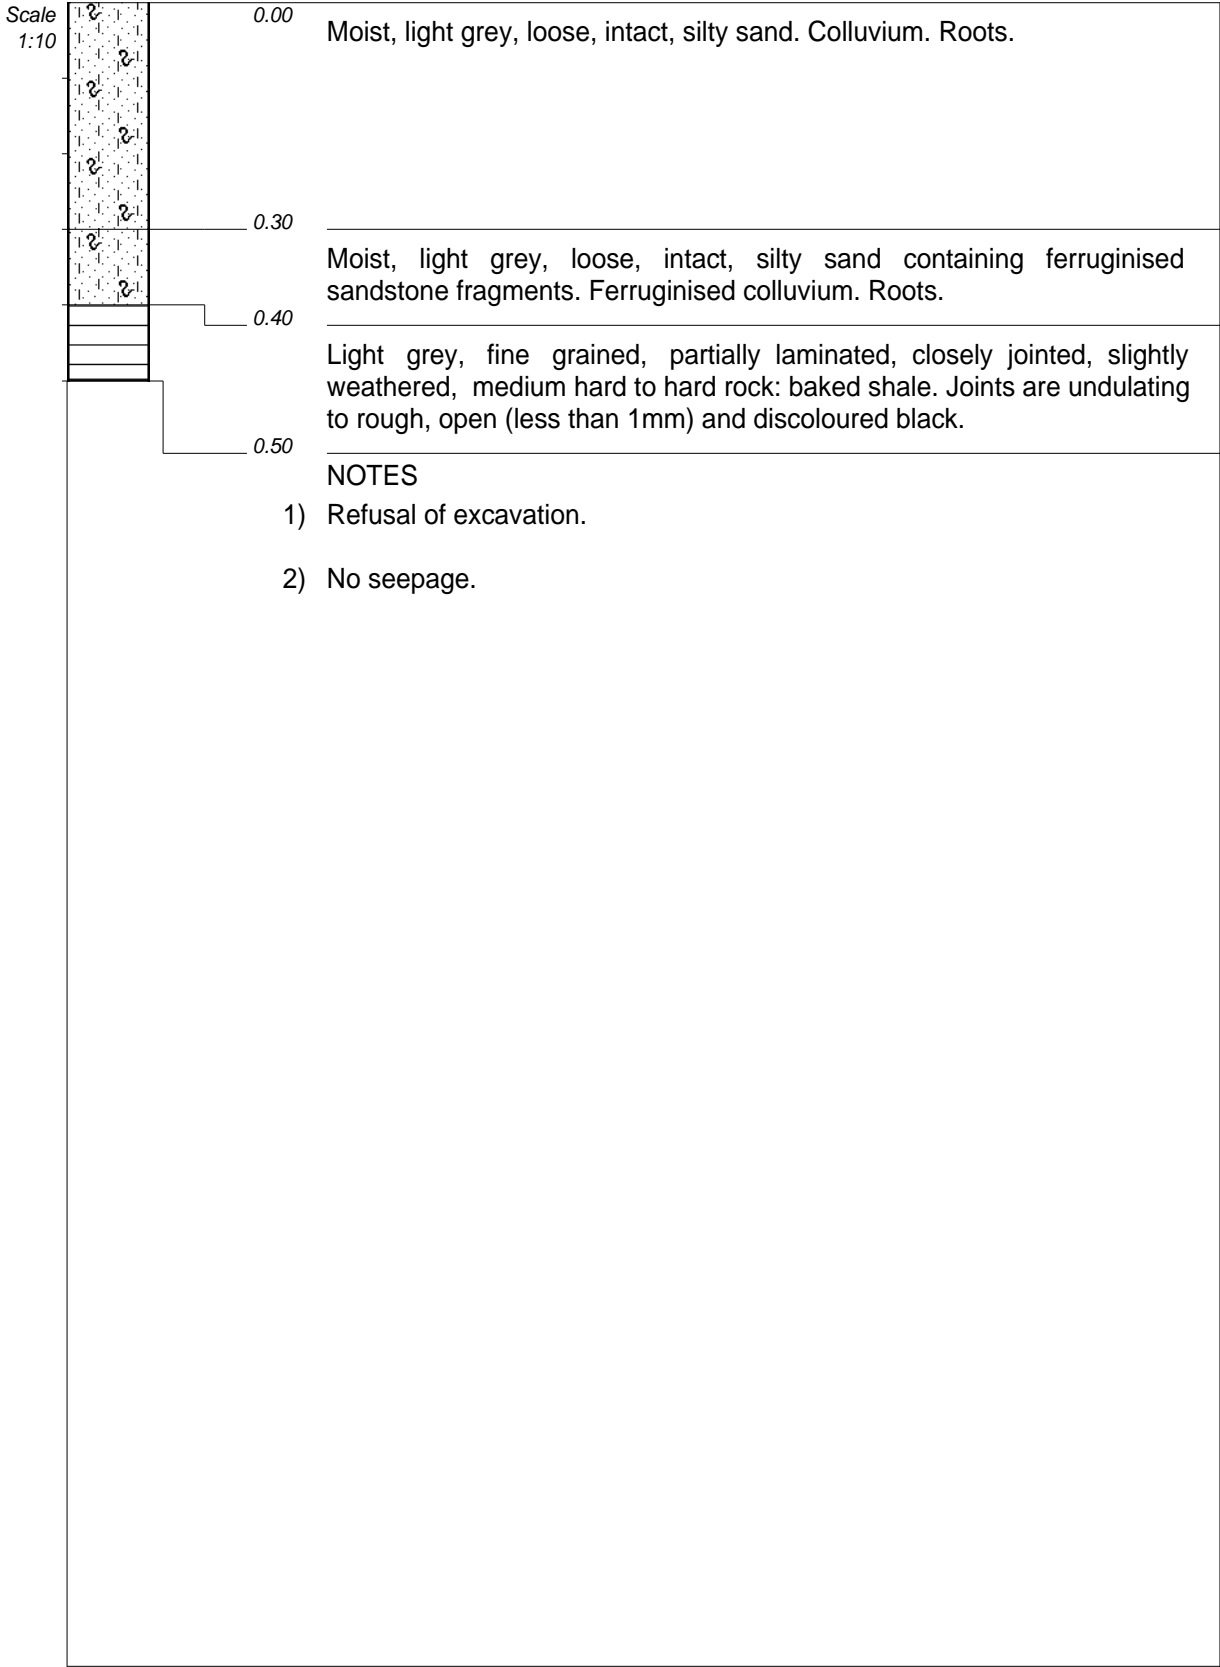 Scale
1:10
0.00
Moist, light grey, loose, intact, silty sand. Colluvium. Roots.
0.30
Moist, light grey, loose, intact, silty sand containing ferruginised
sandstone fragments. Ferruginised colluvium. Roots.
0.40
Light grey, fine grained, partially laminated, closely jointed, slightly
weathered, medium hard to hard rock: baked shale. Joints are undulating
to rough, open (less than 1mm) and discoloured black.
0.50
NOTES
1) Refusal of excavation.
2) No seepage.